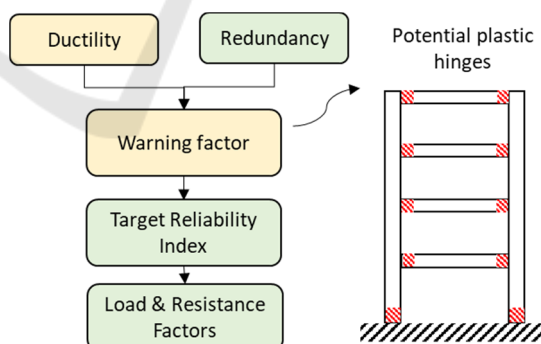 Ductility
Redundancy
Potential plastic
hinges
Warning factor
Target Reliability
Index
Load & Resistance
Factors